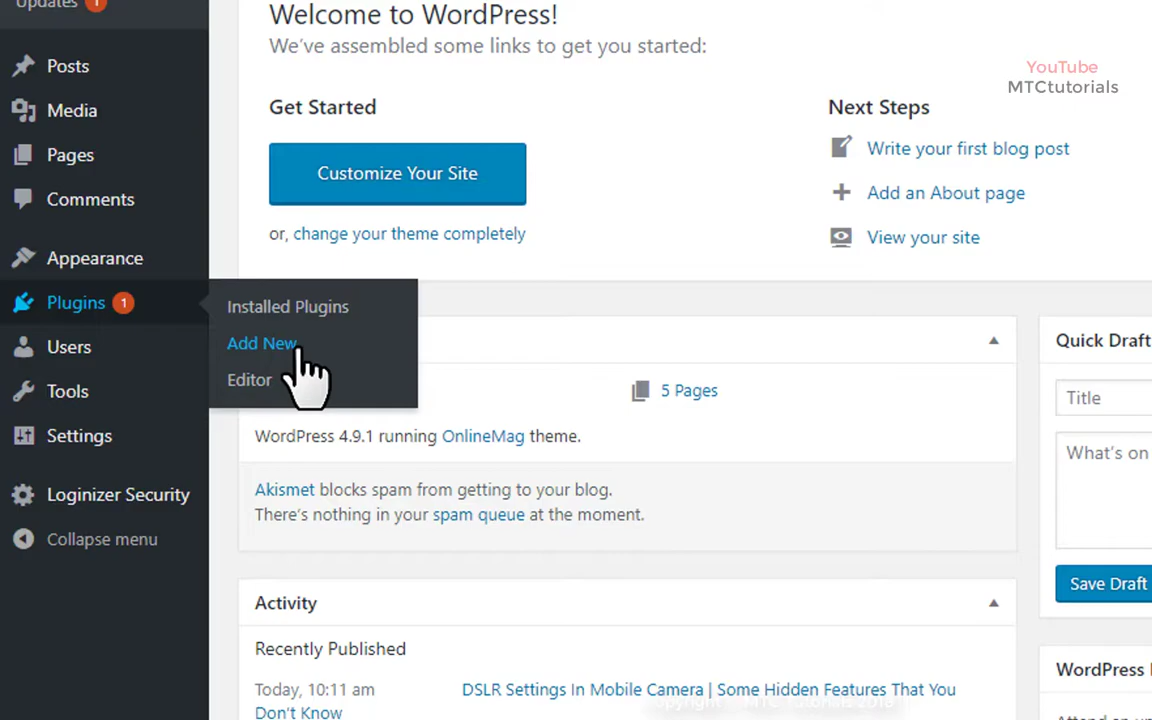 Updates 1
Posts
Media
Pages
Comments
Appearance
Plugins 1
Users
Tools
Settings
Loginizer Security
Collapse menu
Installed Plugins
Add New
Editor
Welcome to WordPress!
We've assembled some links to get you started:
YouTube
MTCtutorials
Get Started
Customize Your Site
or, change your theme completely
Next Steps
Write your first blog post
Add an About page
View your site
5 Pages
WordPress 4.9.1 running OnlineMag theme.
Akismet blocks spam from getting to your blog.
There's nothing in your spam queue at the moment.
Activity
Recently Published
Today, 10:11 am
DSLR Settings In Mobile Camera | Some Hidden Features That You
Don't Know
Quick Draft
Title
What's on
Save Draft
WordPress